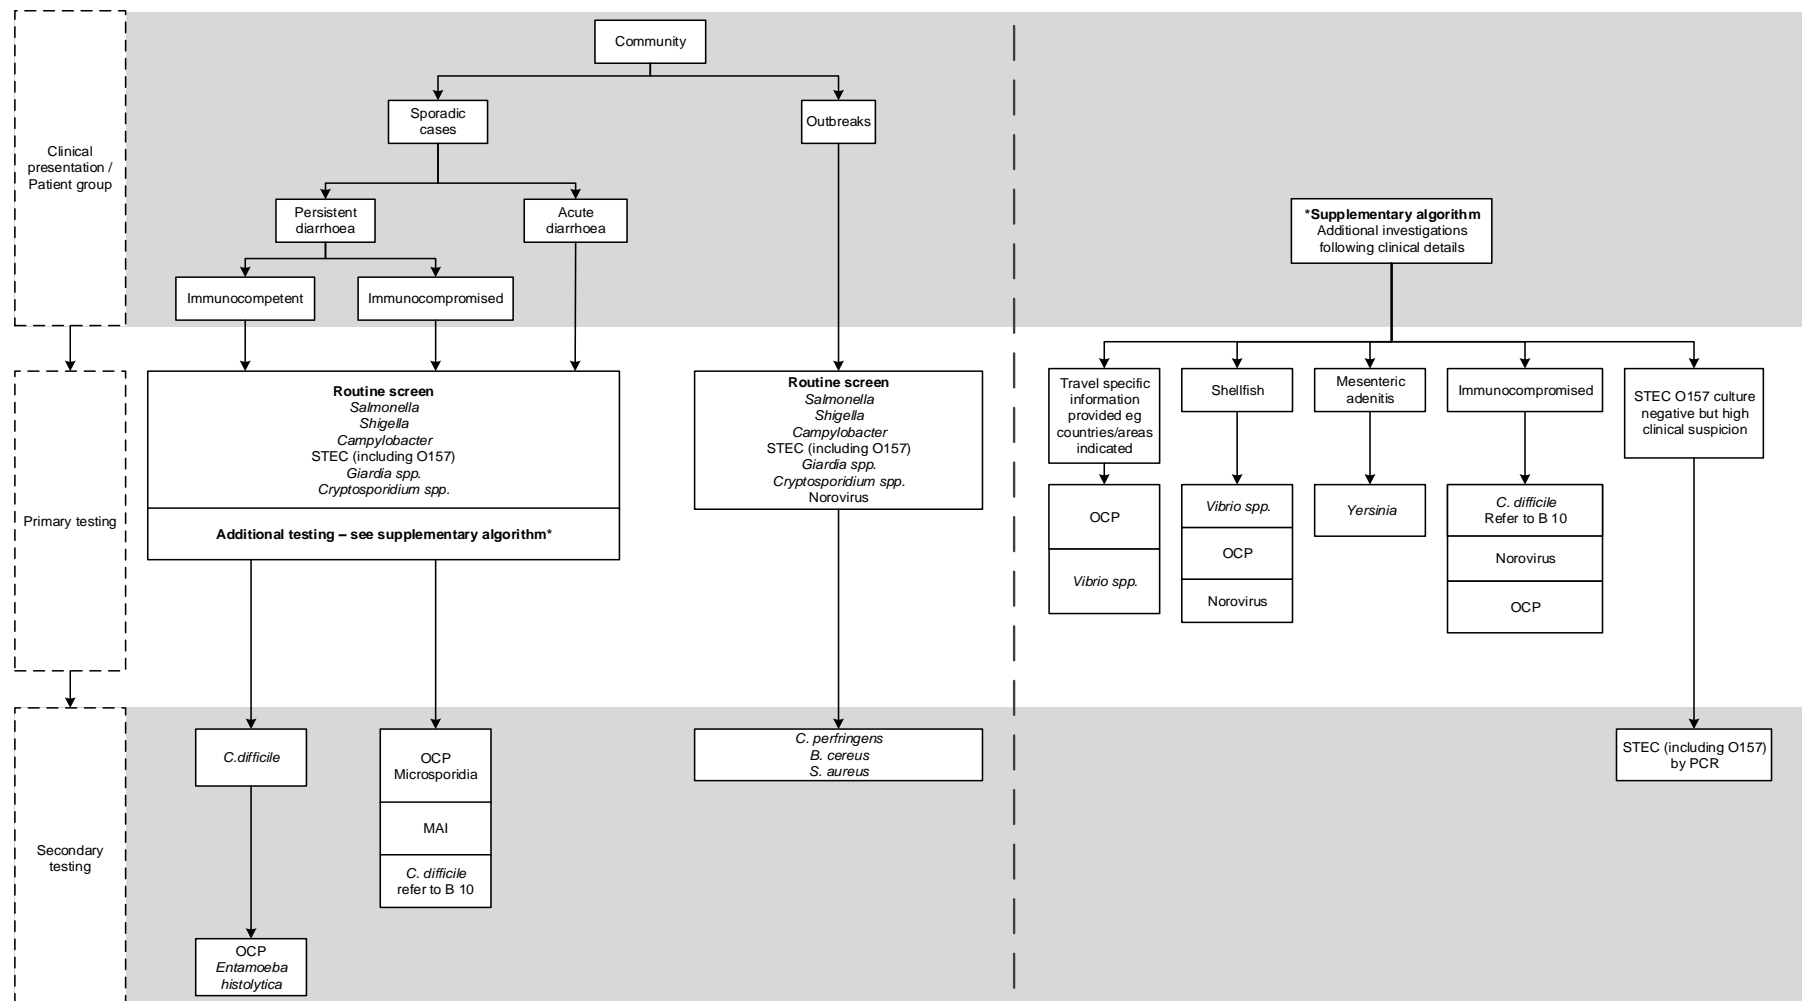 Community
Sporadic
cases
Outbreaks
Clinical
presentation /
Patient group
Persistent
diarrhoea
Acute
diarrhoea
Immunocompetent
Immunocompromised
*Supplementary algorithm
Additional investigations
following clinical details
Primary testing
Routine screen
Salmonella
Shigella
Campylobacter
STEC (including O157)
Giardia spp.
Cryptosporidium spp.
Additional testing – see supplementary algorithm*
Routine screen
Salmonella
Shigella
Campylobacter
STEC (including O157)
Giardia spp.
Cryptosporidium spp.
Norovirus
Travel specific
information
provided eg
countries/areas
indicated
OCP
Vibrio spp.
Shellfish
Vibrio spp.
OCP
Norovirus
Mesenteric
adenitis
Yersinia
Immunocompromised
C. difficile
Refer to B 10
Norovirus
OCP
STEC O157 culture
negative but high
clinical suspicion
Secondary
testing
C.difficile
OCP
Entamoeba
histolytica
OCP
Microsporidia
MAI
C. difficile
refer to B 10
C. perfringens
B. cereus
S. aureus
STEC (including O157)
by PCR